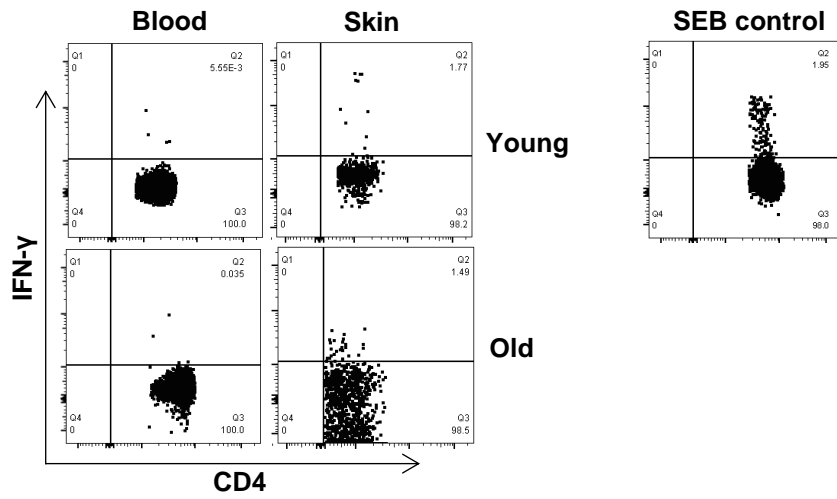 Blood
Skin
SEB control
Q1
0
Q2
5.55E-3
Q4
0
Q3
100.0
Q1
0
Q2
1.77
Q4
0
Q3
98.2
Young
Q1
0
Q2
1.95
Q4
0
Q3
98.0
IFN-γ
Q1
0
Q2
0.035
Q4
0
Q3
100.0
Q1
0
Q2
1.49
Q4
0
Q3
98.5
Old
CD4